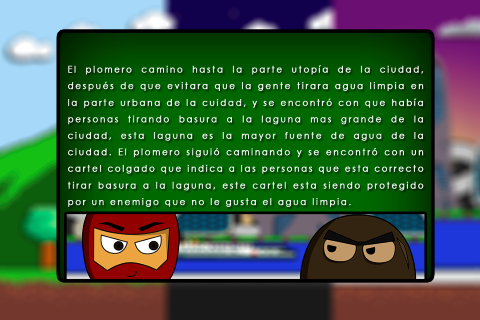 El plomero camino hasta la parte utopía de la ciudad,
después de que evitara que la gente tirara agua limpia en
la parte urbana de la cuidad, y se encontró con que había
personas tirando basura a la laguna mas grande de la
ciudad, esta laguna es la mayor fuente de agua de la
ciudad. El plomero siguió caminando y se encontró con un
cartel colgado que indica a las personas que esta correcto
tirar basura a la laguna, este cartel esta siendo protegido
por un enemigo que no le gusta el agua limpia.